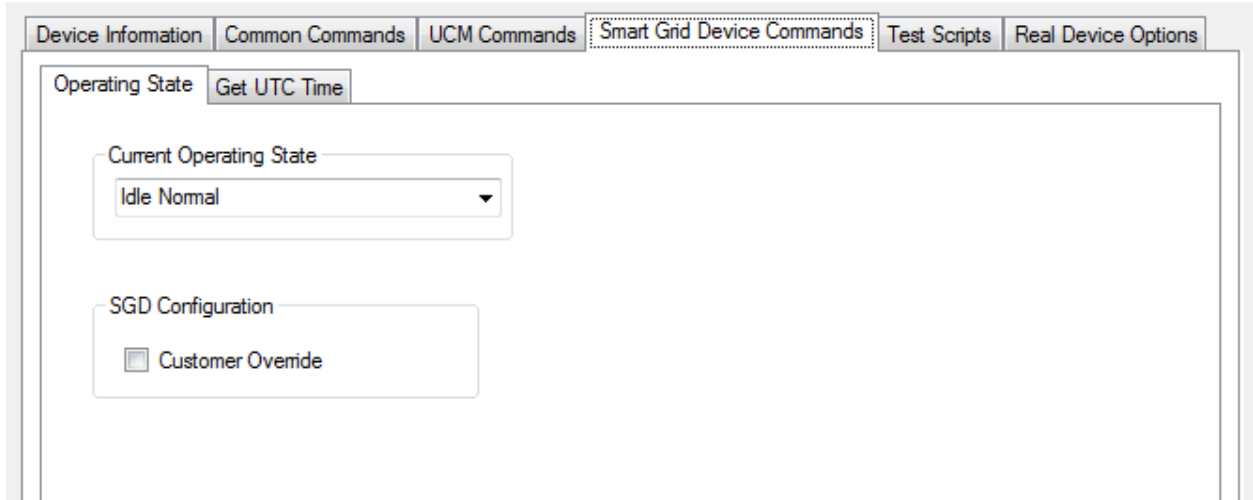 Device Information Common Commands UCM Commands Smart Grid Device Commands Test Scripts Real Device Options
Operating State Get UTC Time
Current Operating State
Idle Normal
SGD Configuration
Customer Override